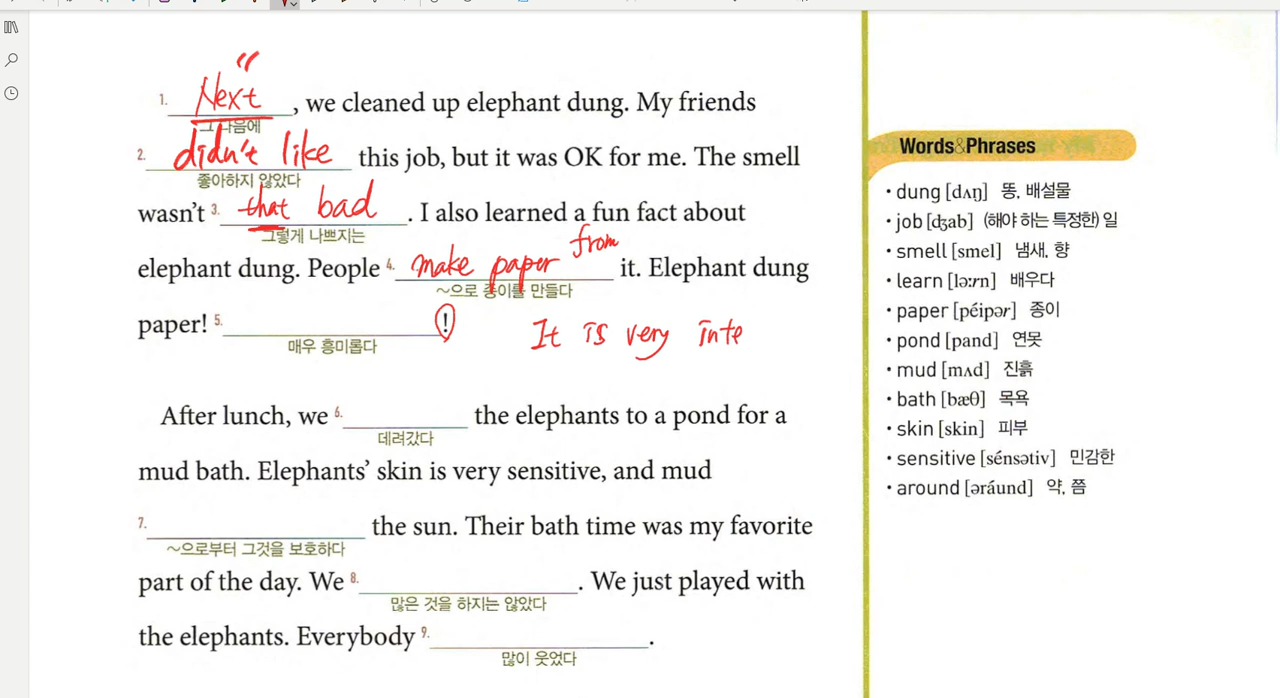 1. Next , we cleaned up elephant dung. My friends
그 다음에
2. didn't like this job, but it was OK for me. The smell
좋아하지 않았다
wasn't 3. that bad . I also learned a fun fact about
그렇게 나쁘지는
elephant dung. People 4. make paper from it. Elephant dung
~으로 종이를 만들다
paper! 5. ! It is very inte
매우 흥미롭다
After lunch, we 6. the elephants to a pond for a
데려갔다
mud bath. Elephants' skin is very sensitive, and mud
7. the sun. Their bath time was my favorite
~으로부터 그것을 보호하다
part of the day. We 8. . We just played with
많은 것을 하지는 않았다
the elephants. Everybody 9. .
많이 웃었다
Words&Phrases
• dung [dʌŋ] 똥, 배설물
• job [dʒab] (해야 하는 특정한) 일
• smell [smel] 냄새, 향
• learn [ləːrn] 배우다
• paper [péipər] 종이
• pond [pand] 연못
• mud [mʌd] 진흙
• bath [bæθ] 목욕
• skin [skin] 피부
• sensitive [sénsətiv] 민감한
• around [əráund] 약, 쯤